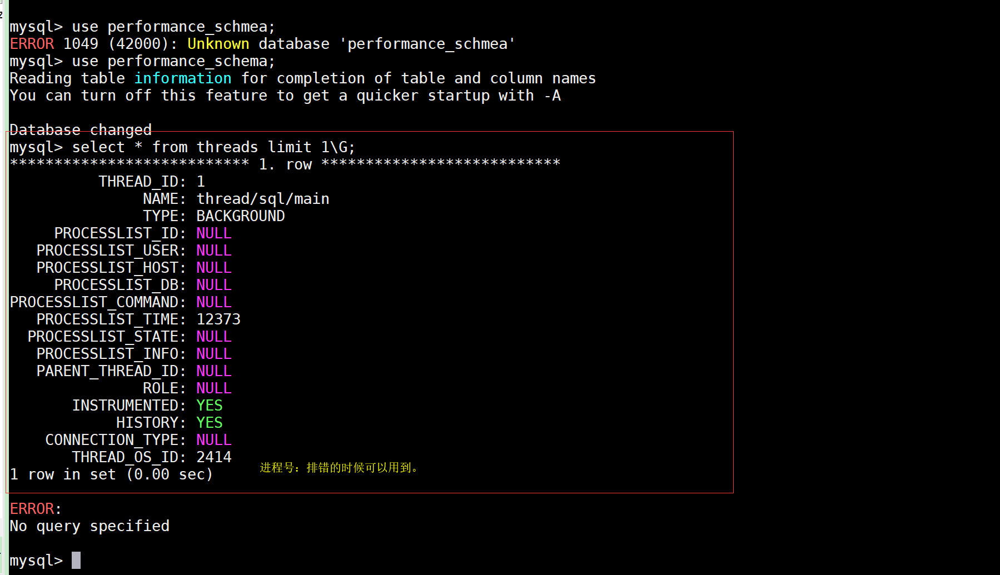 mysql> use performance_schmea;
ERROR 1049 (42000): Unknown database 'performance_schmea'
mysql> use performance_schema;
Reading table information for completion of table and column names
You can turn off this feature to get a quicker startup with -A
Database changed
mysql> select * from threads limit 1\G;
*************************** 1. row ***************************
THREAD_ID: 1
NAME: thread/sql/main
TYPE: BACKGROUND
PROCESSLIST_ID: NULL
PROCESSLIST_USER: NULL
PROCESSLIST_HOST: NULL
PROCESSLIST_DB: NULL
PROCESSLIST_COMMAND: NULL
PROCESSLIST_TIME: 12373
PROCESSLIST_STATE: NULL
PROCESSLIST_INFO: NULL
PARENT_THREAD_ID: NULL
ROLE: NULL
INSTRUMENTED: YES
HISTORY: YES
CONNECTION_TYPE: NULL
THREAD_OS_ID: 2414
进程号：排错的时候可以用到。
1 row in set (0.00 sec)
ERROR:
No query specified
mysql>